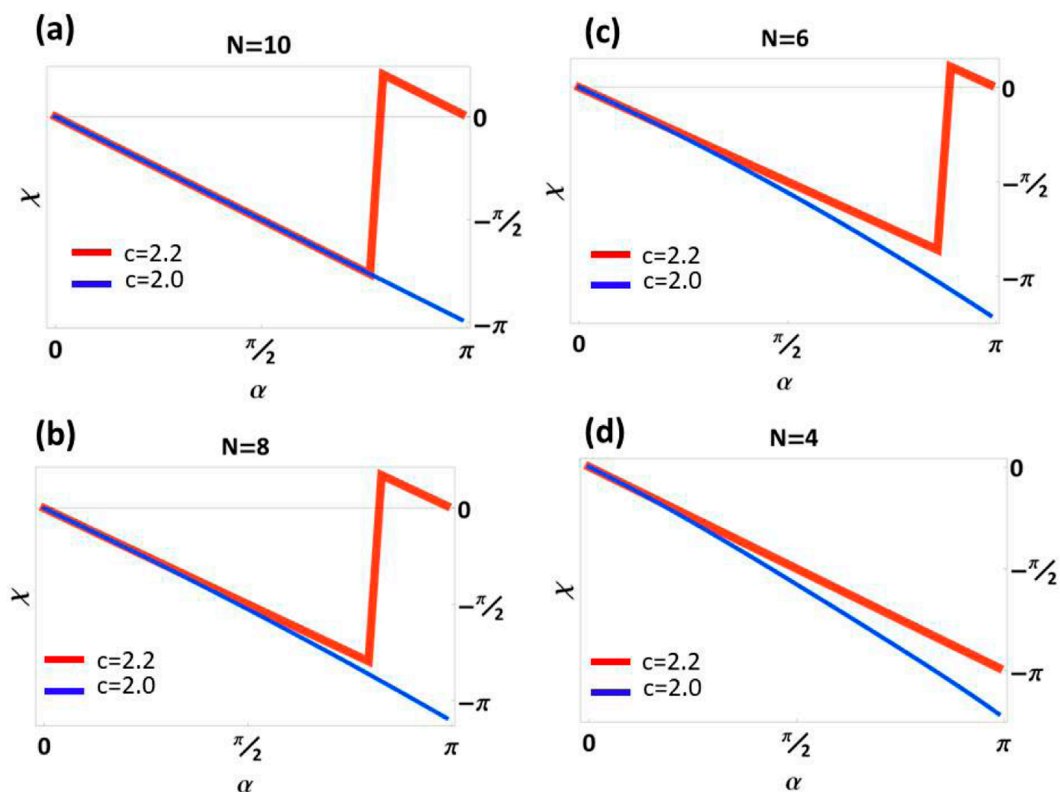 (a)
N=10
0
−π/2
−π
χ
c=2.2
c=2.0
0
π/2
π
α
(c)
N=6
0
−π/2
−π
χ
c=2.2
c=2.0
0
π/2
π
α
(b)
N=8
0
−π/2
−π
χ
c=2.2
c=2.0
0
π/2
π
α
(d)
N=4
0
−π/2
−π
χ
c=2.2
c=2.0
0
π/2
π
α